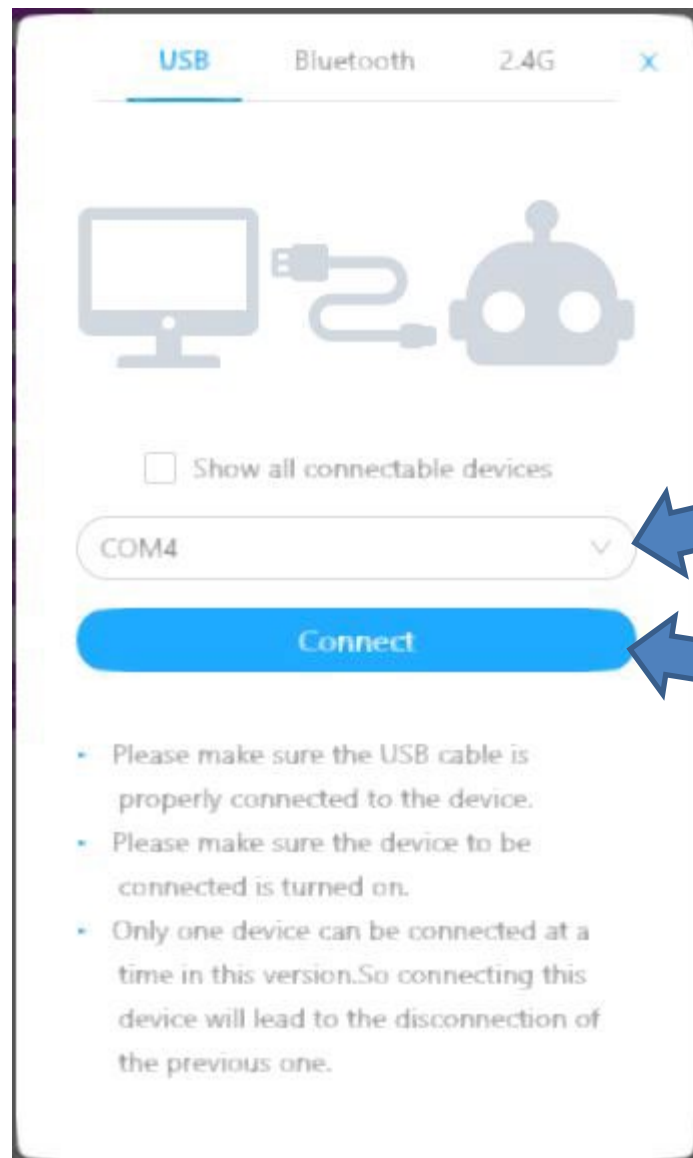 USB Bluetooth 2.4G X
Show all connectable devices
COM4
Connect
- Please make sure the USB cable is
properly connected to the device.
- Please make sure the device to be
connected is turned on.
- Only one device can be connected at a
time in this version.So connecting this
device will lead to the disconnection of
the previous one.